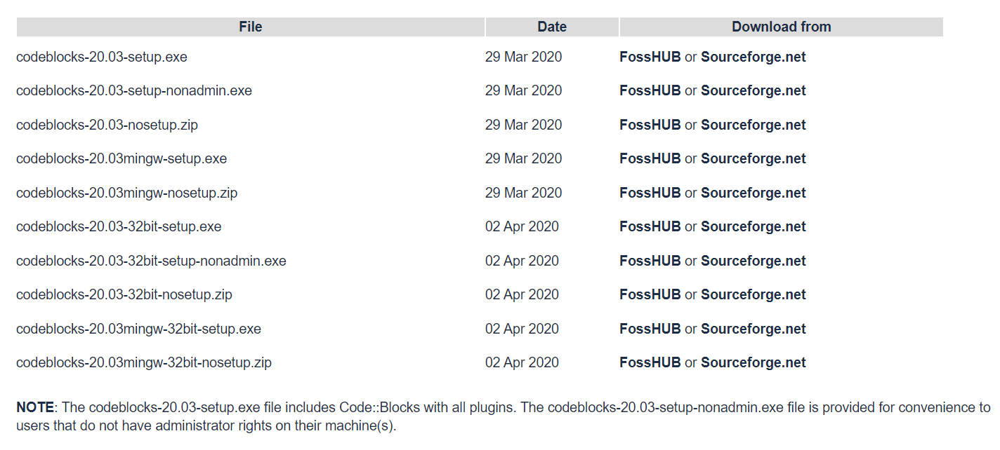 File Date Download from
codeblocks-20.03-setup.exe 29 Mar 2020 FossHUB or Sourceforge.net
codeblocks-20.03-setup-nonadmin.exe 29 Mar 2020 FossHUB or Sourceforge.net
codeblocks-20.03-nosetup.zip 29 Mar 2020 FossHUB or Sourceforge.net
codeblocks-20.03mingw-setup.exe 29 Mar 2020 FossHUB or Sourceforge.net
codeblocks-20.03mingw-nosetup.zip 29 Mar 2020 FossHUB or Sourceforge.net
codeblocks-20.03-32bit-setup.exe 02 Apr 2020 FossHUB or Sourceforge.net
codeblocks-20.03-32bit-setup-nonadmin.exe 02 Apr 2020 FossHUB or Sourceforge.net
codeblocks-20.03-32bit-nosetup.zip 02 Apr 2020 FossHUB or Sourceforge.net
codeblocks-20.03mingw-32bit-setup.exe 02 Apr 2020 FossHUB or Sourceforge.net
codeblocks-20.03mingw-32bit-nosetup.zip 02 Apr 2020 FossHUB or Sourceforge.net
NOTE: The codeblocks-20.03-setup.exe file includes Code::Blocks with all plugins. The codeblocks-20.03-setup-nonadmin.exe file is provided for convenience to
users that do not have administrator rights on their machine(s).